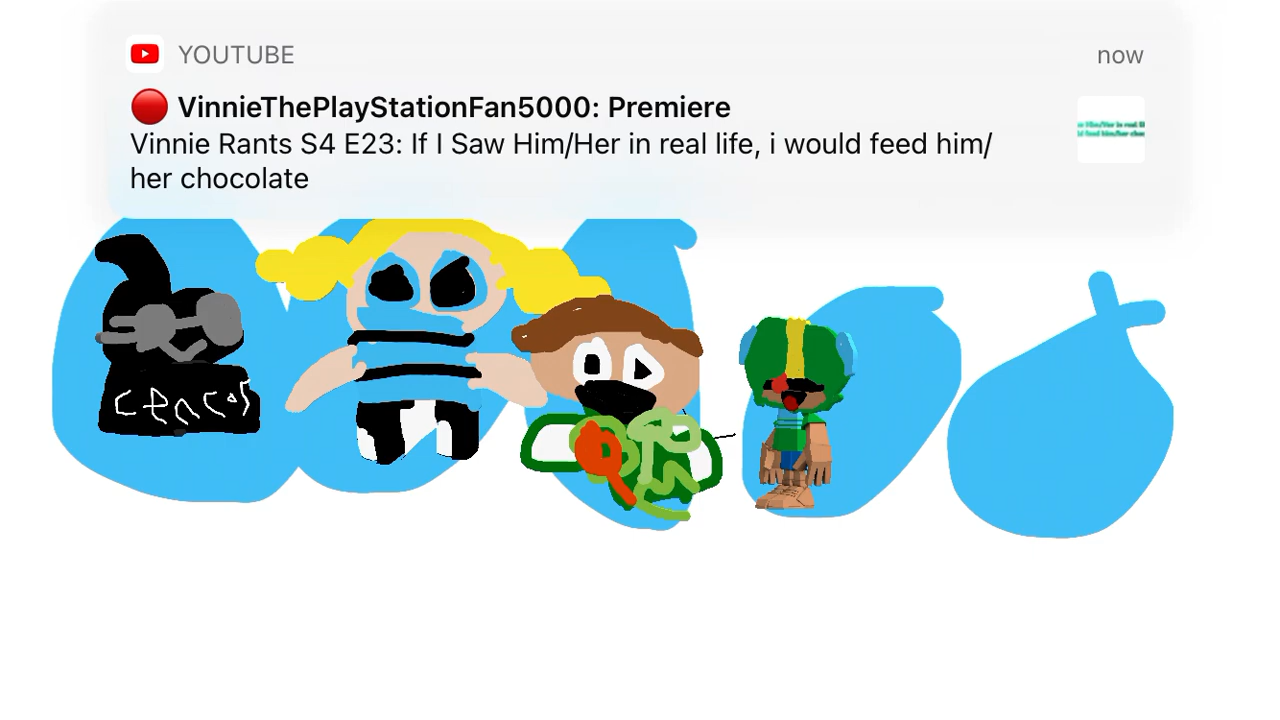 YOUTUBE now
VinnieThePlayStationFan5000: Premiere
Vinnie Rants S4 E23: If I Saw Him/Her in real life, i would feed him/
her chocolate